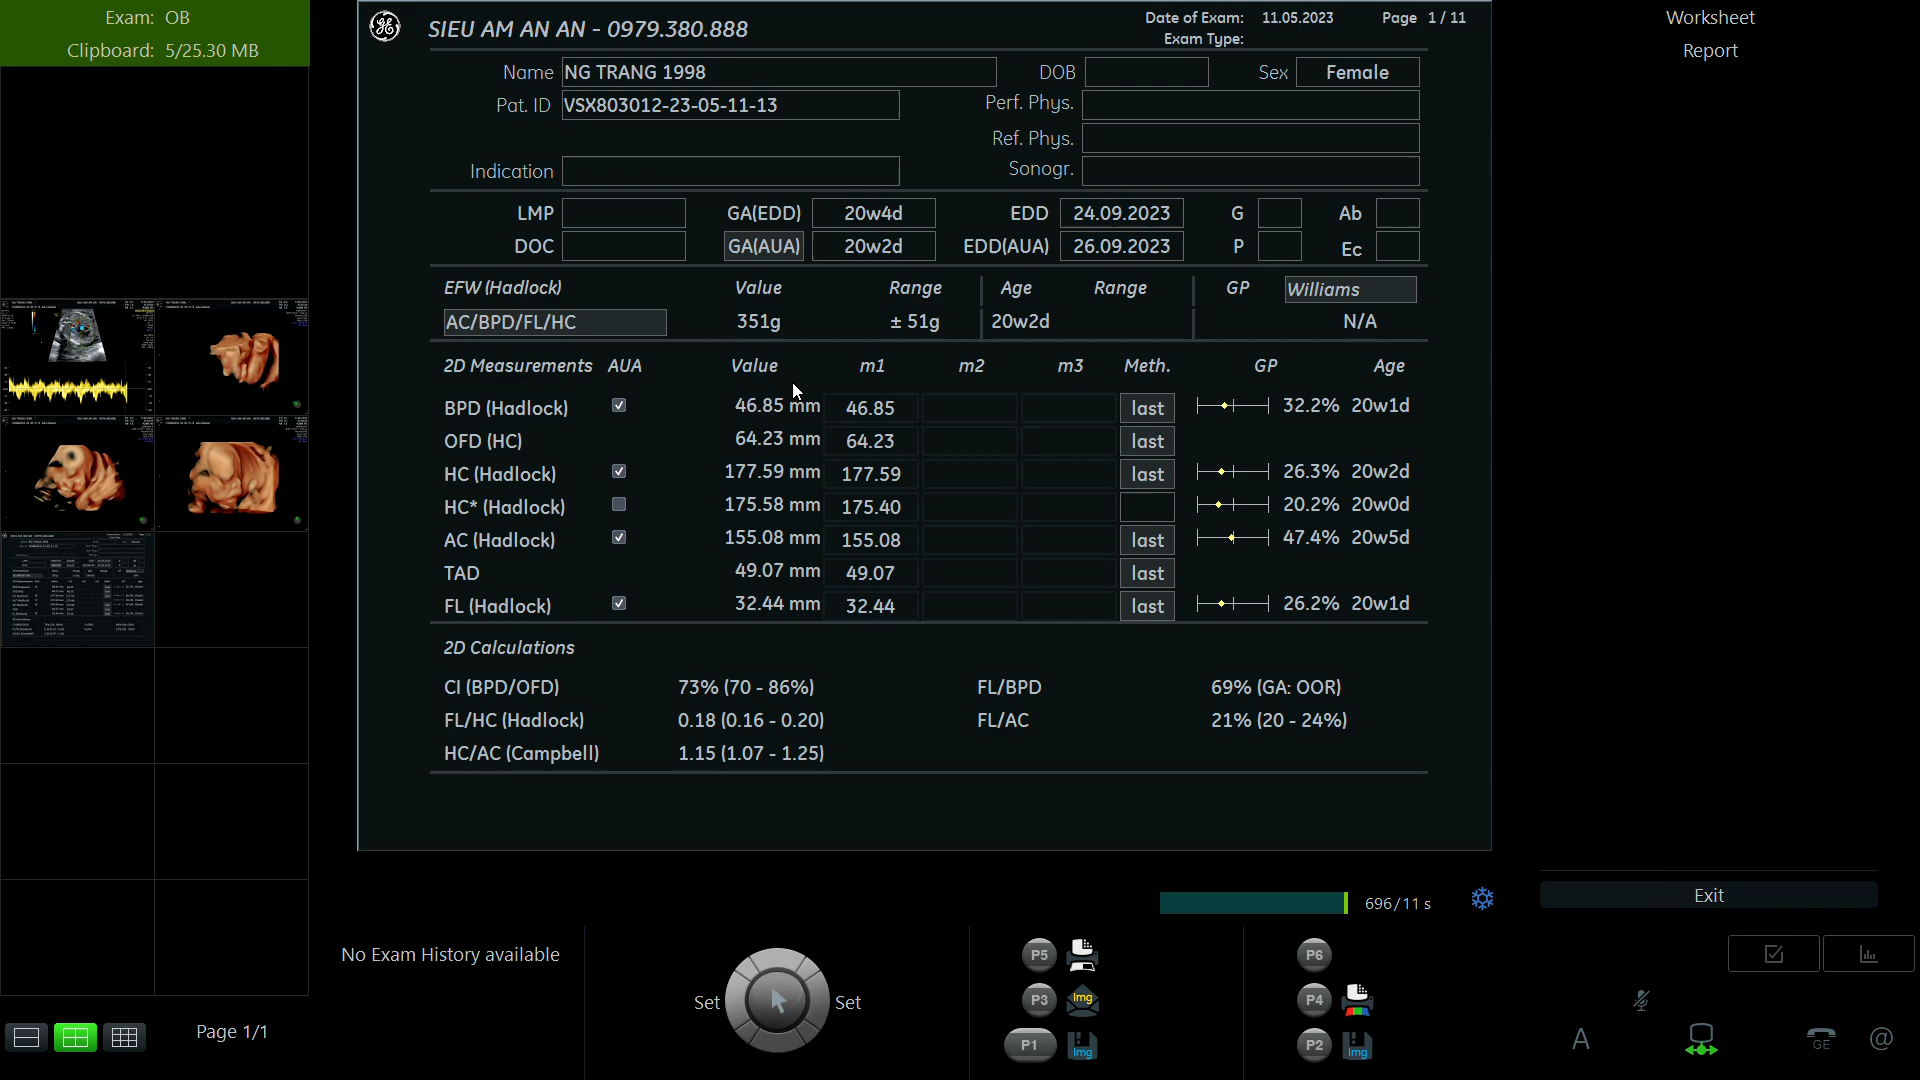 Exam: OB
Clipboard: 5/25.30 MB
SIEU AM AN AN - 0979.380.888
Date of Exam: 11.05.2023 Page 1 / 11
Exam Type:
Name NG TRANG 1998 DOB Sex Female
Pat. ID VSX803012-23-05-11-13 Perf. Phys.
Ref. Phys.
Indication Sonogr.
LMP GA(EDD) 20w4d EDD 24.09.2023 G Ab
DOC GA(AUA) 20w2d EDD(AUA) 26.09.2023 P Ec
EFW (Hadlock) Value Range Age Range GP Williams
AC/BPD/FL/HC 351g ± 51g 20w2d N/A
2D Measurements AUA Value m1 m2 m3 Meth. GP Age
BPD (Hadlock) 46.85 mm 46.85 last 32.2% 20w1d
OFD (HC) 64.23 mm 64.23 last
HC (Hadlock) 177.59 mm 177.59 last 26.3% 20w2d
HC* (Hadlock) 175.58 mm 175.40 20.2% 20w0d
AC (Hadlock) 155.08 mm 155.08 last 47.4% 20w5d
TAD 49.07 mm 49.07 last
FL (Hadlock) 32.44 mm 32.44 last 26.2% 20w1d
2D Calculations
CI (BPD/OFD) 73% (70 - 86%) FL/BPD 69% (GA: OOR)
FL/HC (Hadlock) 0.18 (0.16 - 0.20) FL/AC 21% (20 - 24%)
HC/AC (Campbell) 1.15 (1.07 - 1.25)
Worksheet
Report
696/11 s
Exit
No Exam History available
Set Set
P5 P6
P3 Img P4
P1 Img P2 Img
Page 1/1
A GE @